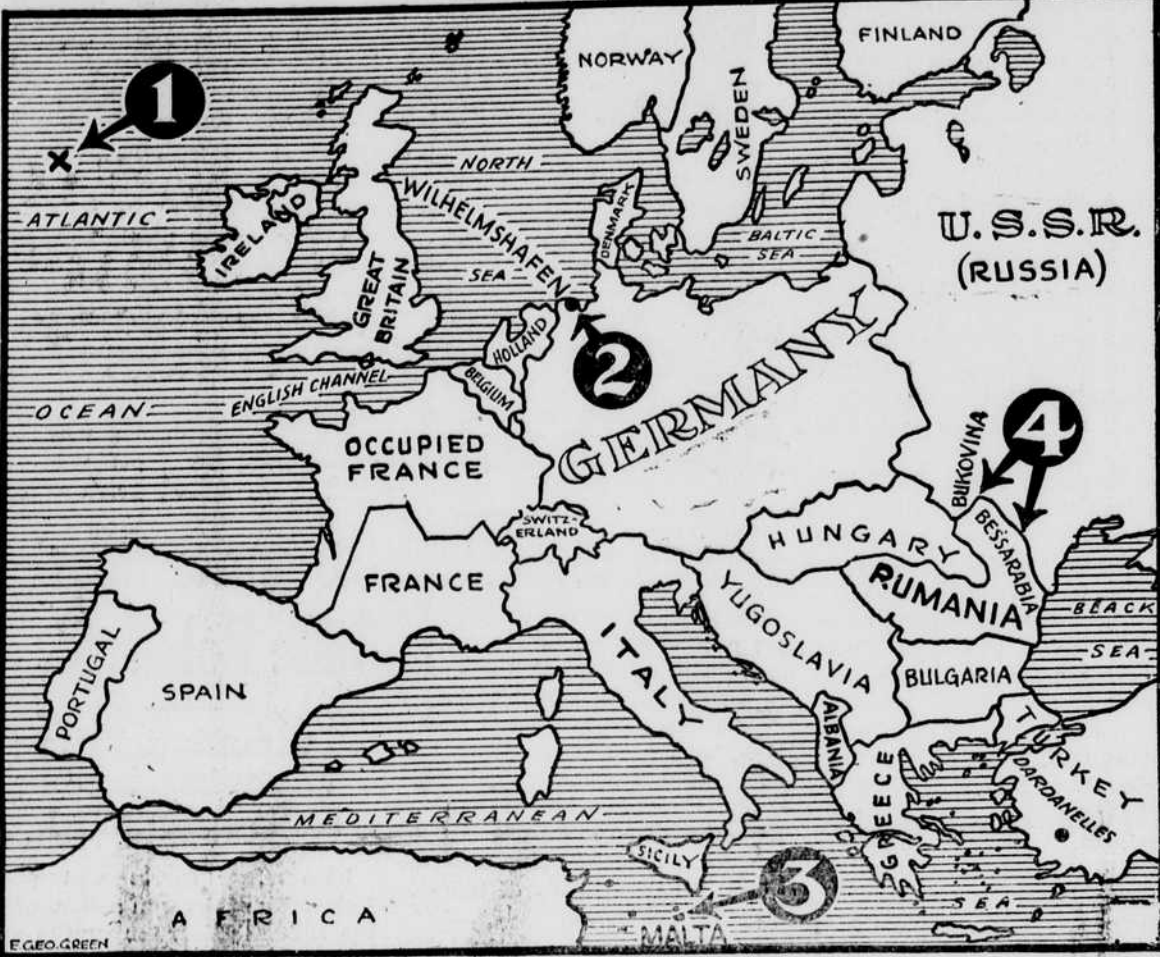 NORWAY
FINLAND
SWEDEN
1
X
NORTH
ATLANTIC
WILHELMSHAFEN
DENMARK
U.S.S.R.
(RUSSIA)
IRELAND
BALTIC
SEA
SEA
GREAT
BRITAIN
HOLLAND
2
GERMANY
BELGIUM
ENGLISH CHANNEL
OCEAN
4
BUKOVINA
OCCUPIED
FRANCE
SWITZ-
ERLAND
BESSARABIA
HUNGARY
FRANCE
RUMANIA
YUGOSLAVIA
BLACK
SEA
ITALY
PORTUGAL
SPAIN
BULGARIA
ALBANIA
TURKEY
DARDANELLES
GREECE
MEDITERRANEAN
SICILY
3
SEA
AFRICA
MALTA
E.GEO.GREEN